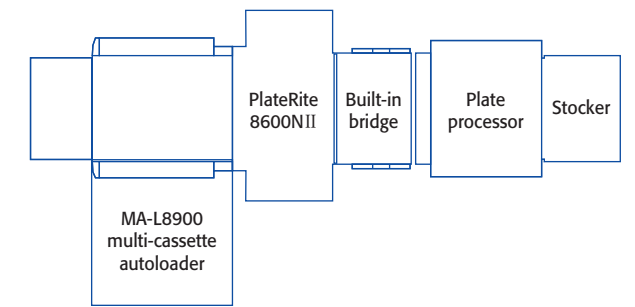 PlateRite
8600NII
Built-in
bridge
Plate
processor
Stocker
MA-L8900
multi-cassette
autoloader